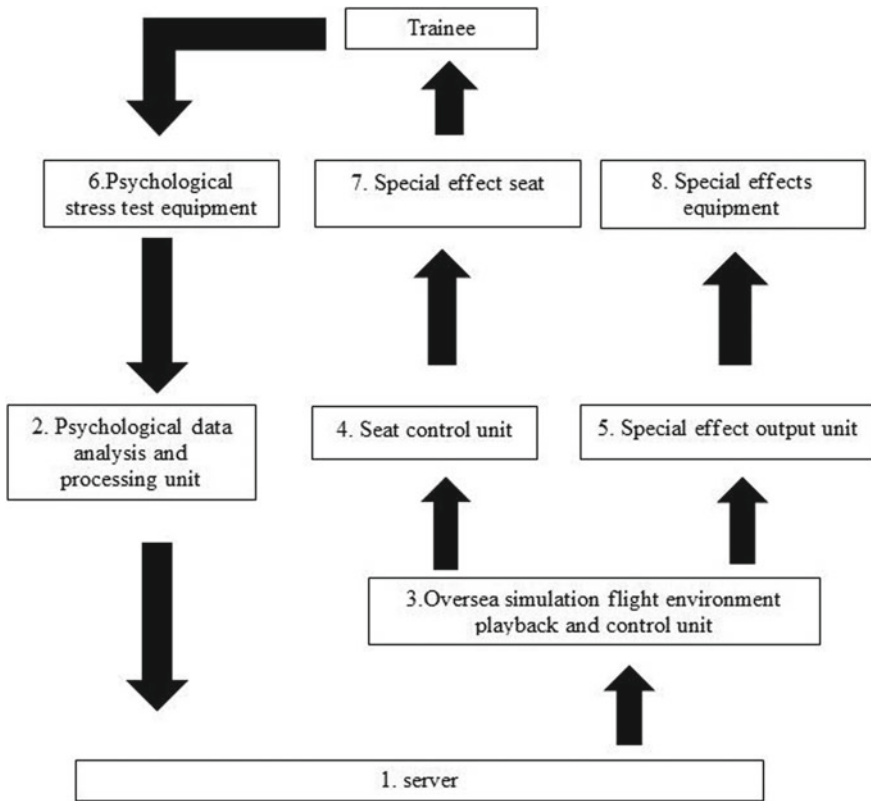 Trainee
6.Psychological
stress test equipment
7. Special effect seat
8. Special effects
equipment
2. Psychological data
analysis and
processing unit
4. Seat control unit
5. Special effect output unit
3.Oversea simulation flight environment
playback and control unit
1. server